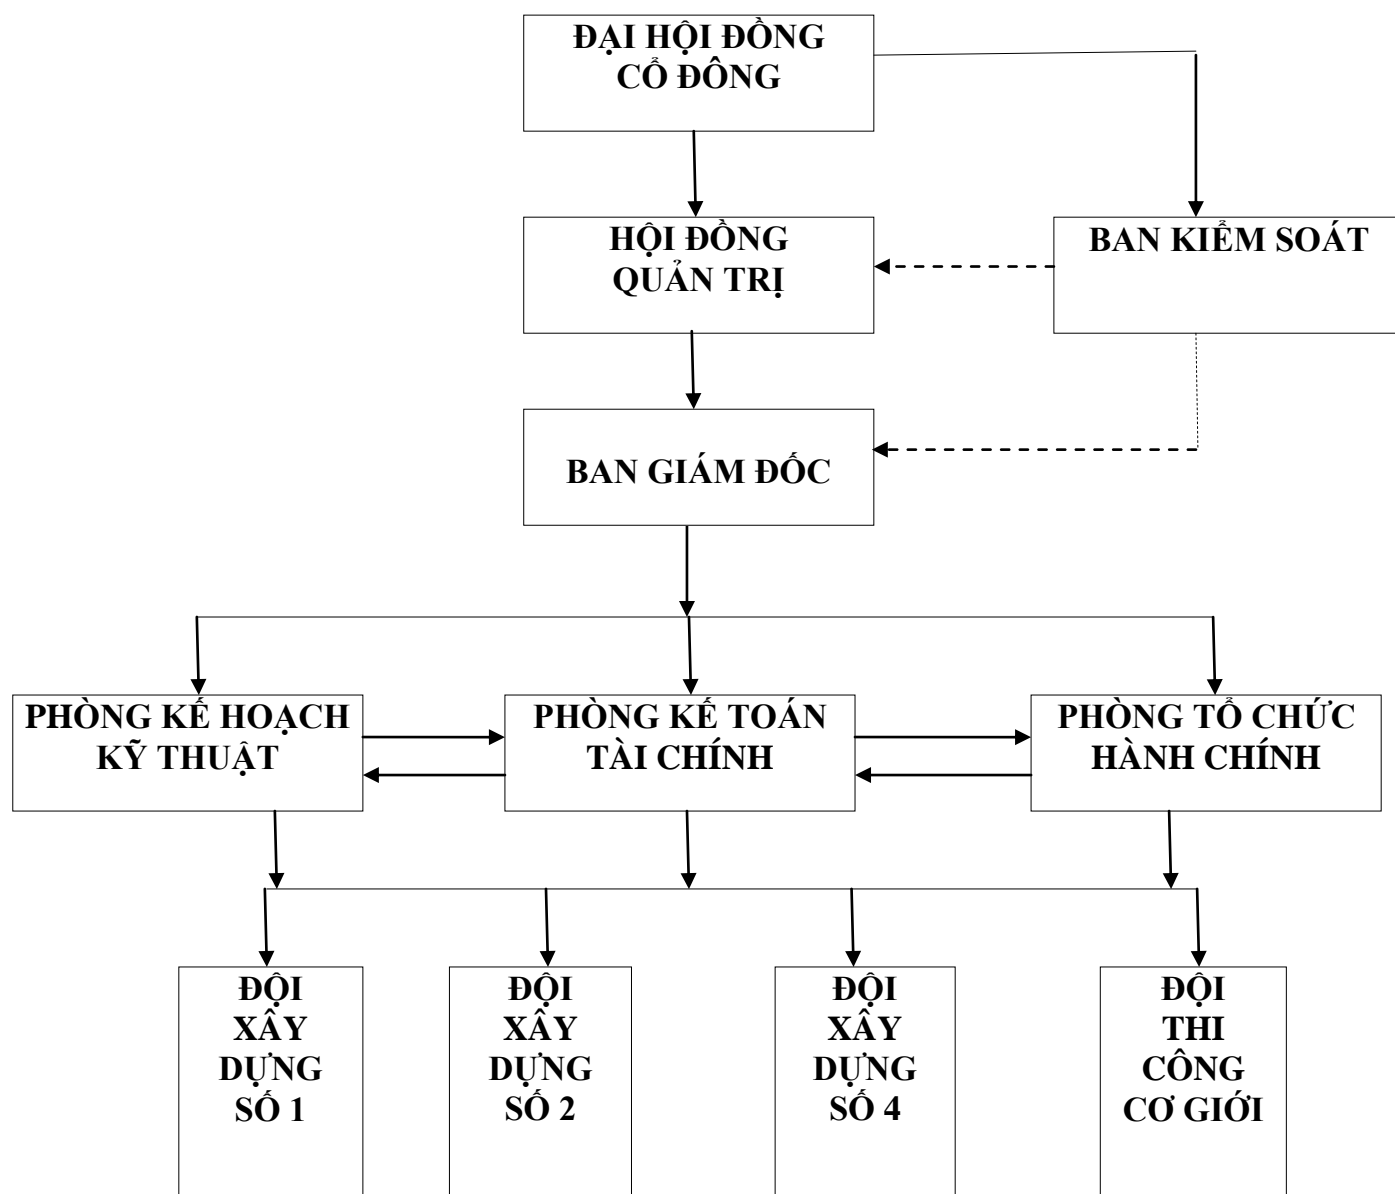 ĐẠI HỘI ĐỒNG
CỔ ĐÔNG
HỘI ĐỒNG
QUẢN TRỊ
BAN KIỂM SOÁT
BAN GIÁM ĐỐC
PHÒNG KẾ HOẠCH
KỸ THUẬT
PHÒNG KẾ TOÁN
TÀI CHÍNH
PHÒNG TỔ CHỨC
HÀNH CHÍNH
ĐỘI
XÂY
DỰNG
SỐ 1
ĐỘI
XÂY
DỰNG
SỐ 2
ĐỘI
XÂY
DỰNG
SỐ 4
ĐỘI
THI
CÔNG
CƠ GIỚI